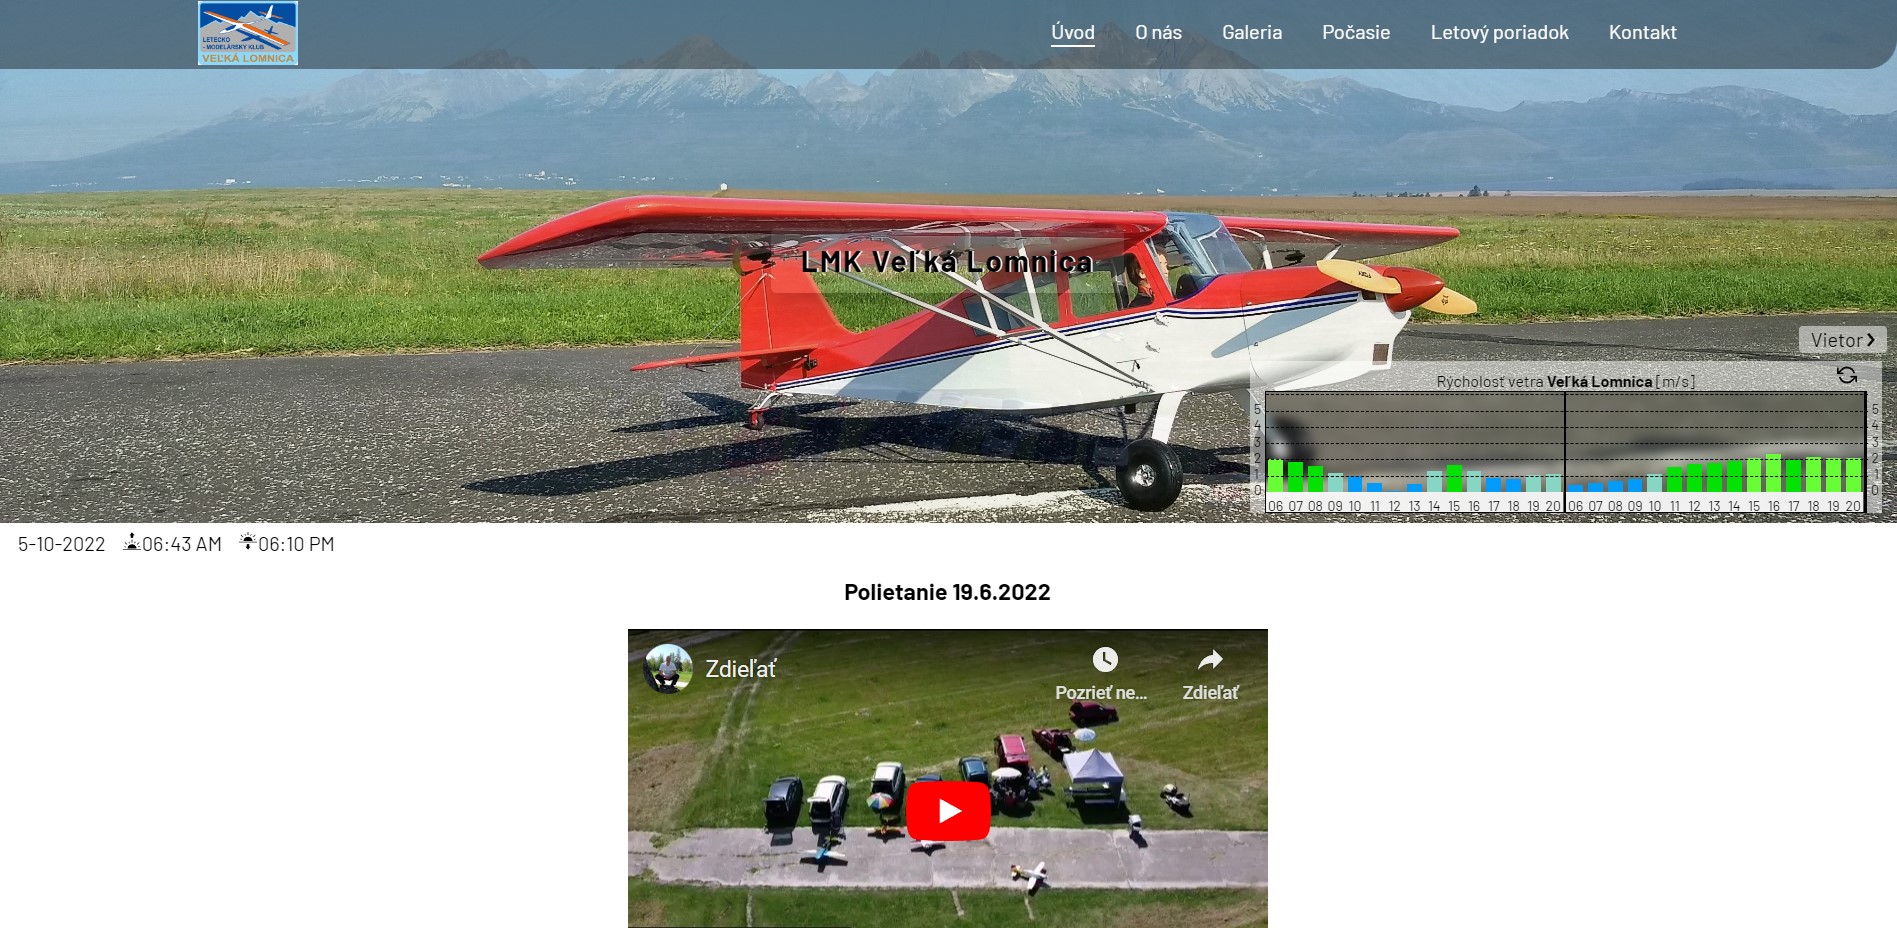 LETECKO
- MODELÁRSKY KLUB
VEĽKÁ LOMNICA
Úvod O nás Galeria Počasie Letový poriadok Kontakt
LMK Veľká Lomnica
Vietor
Rýcholosť vetra Veľká Lomnica [m/s]
5 5
4 4
3 3
2 2
1 1
0 0
06 07 08 09 10 11 12 13 14 15 16 17 18 19 20 06 07 08 09 10 11 12 13 14 15 16 17 18 19 20
5-10-2022 06:43 AM 06:10 PM
Polietanie 19.6.2022
Zdieľať
Pozrieť ne... Zdieľať